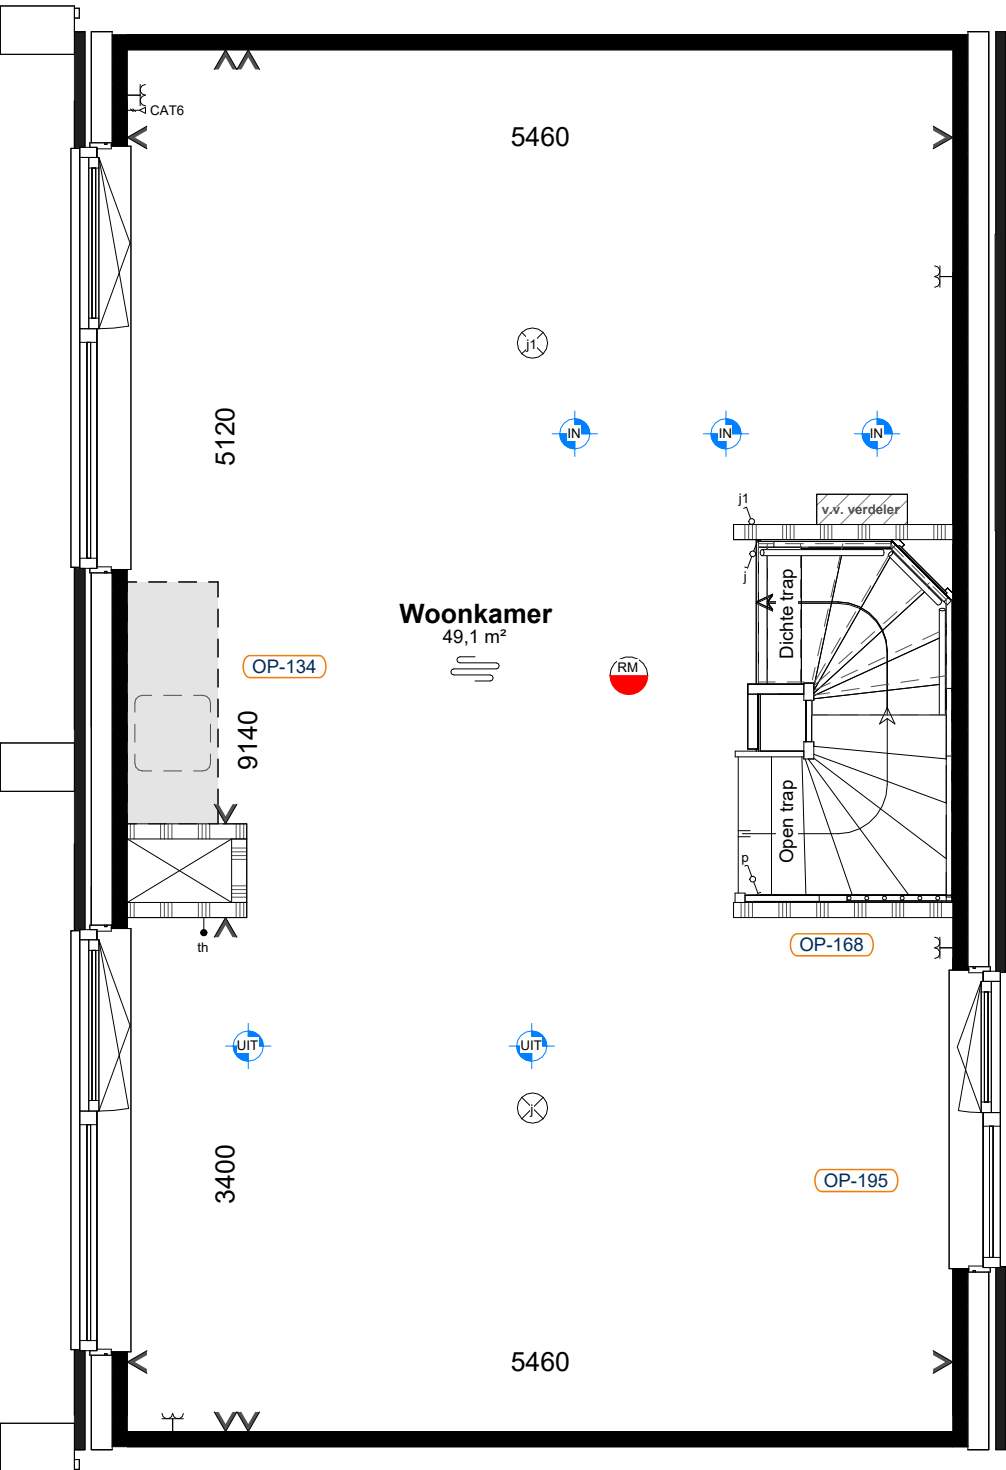 CAT6
5460
j1
5120
IN
IN
IN
j1
v.v. verdeler
j
Dichte trap
Woonkamer
49,1 m²
OP-134
RM
9140
Open trap
p
th
OP-168
UIT
UIT
j
3400
OP-195
5460